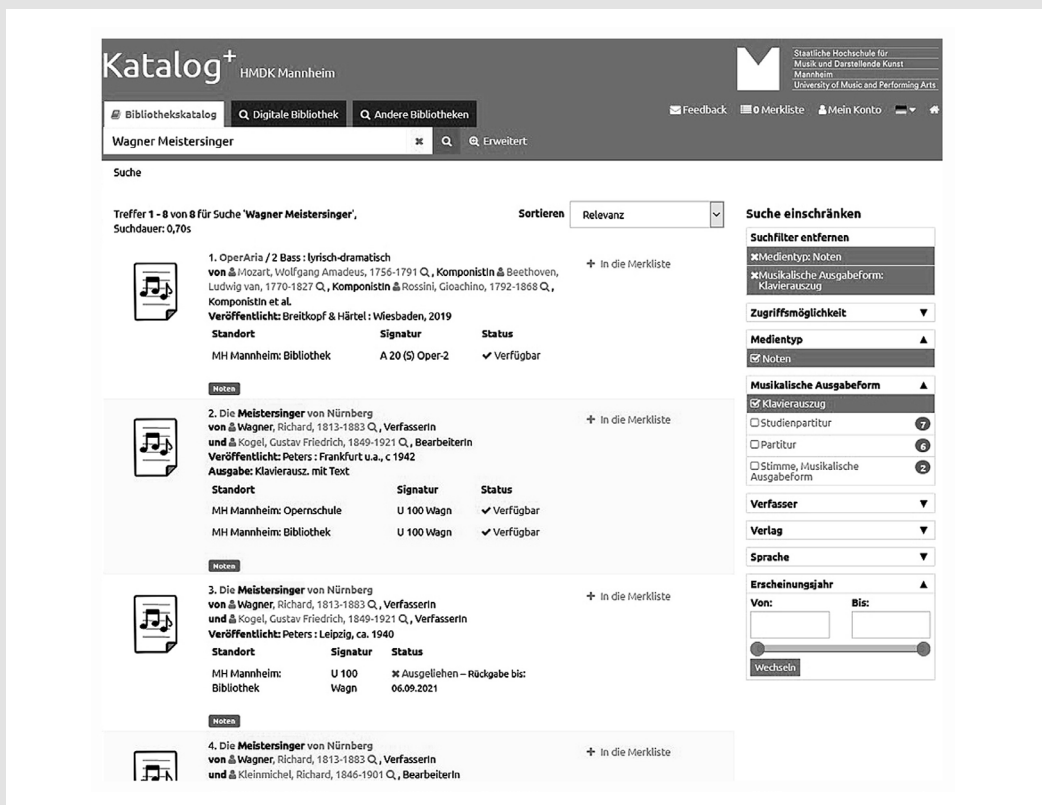 Katalog+ HMDK Mannheim
Staatliche Hochschule für
Musik und Darstellende Kunst
Mannheim
University of Music and Performing Arts
Bibliothekskatalog
Digitale Bibliothek
Andere Bibliotheken
Feedback
0 Merkliste
Mein Konto
Wagner Meistersinger
Erweitert
Suche
Treffer 1 - 8 von 8 für Suche 'Wagner Meistersinger',
Suchdauer: 0,70s
Sortieren
Relevanz
1. OperAria / 2 Bass : lyrisch-dramatisch
von Mozart, Wolfgang Amadeus, 1756-1791 , KomponistIn Beethoven,
Ludwig van, 1770-1827 , KomponistIn Rossini, Gioachino, 1792-1868 ,
KomponistIn et al.
Veröffentlicht: Breitkopf & Härtel : Wiesbaden, 2019
In die Merkliste
Standort Signatur Status
MH Mannheim: Bibliothek A 20 (S) Oper-2 Verfügbar
Noten
2. Die Meistersinger von Nürnberg
von Wagner, Richard, 1813-1883 , VerfasserIn
und Kogel, Gustav Friedrich, 1849-1921 , BearbeiterIn
Veröffentlicht: Peters : Frankfurt u.a., c 1942
Ausgabe: Klavierausz. mit Text
In die Merkliste
Standort Signatur Status
MH Mannheim: Opernschule U 100 Wagn Verfügbar
MH Mannheim: Bibliothek U 100 Wagn Verfügbar
Noten
3. Die Meistersinger von Nürnberg
von Wagner, Richard, 1813-1883 , VerfasserIn
und Kogel, Gustav Friedrich, 1849-1921 , VerfasserIn
Veröffentlicht: Peters : Leipzig, ca. 1940
In die Merkliste
Standort Signatur Status
MH Mannheim: U 100 Ausgeliehen – Rückgabe bis:
Bibliothek Wagn 06.09.2021
Noten
4. Die Meistersinger von Nürnberg
von Wagner, Richard, 1813-1883 , VerfasserIn
und Kleinmichel, Richard, 1846-1901 , BearbeiterIn
In die Merkliste
Suche einschränken
Suchfilter entfernen
Medientyp: Noten
Musikalische Ausgabeform:
Klavierauszug
Zugriffsmöglichkeit
Medientyp
Noten
Musikalische Ausgabeform
Klavierauszug
Studienpartitur 7
Partitur 6
Stimme, Musikalische 2
Ausgabeform
Verfasser
Verlag
Sprache
Erscheinungsjahr
Von: Bis:
Wechseln